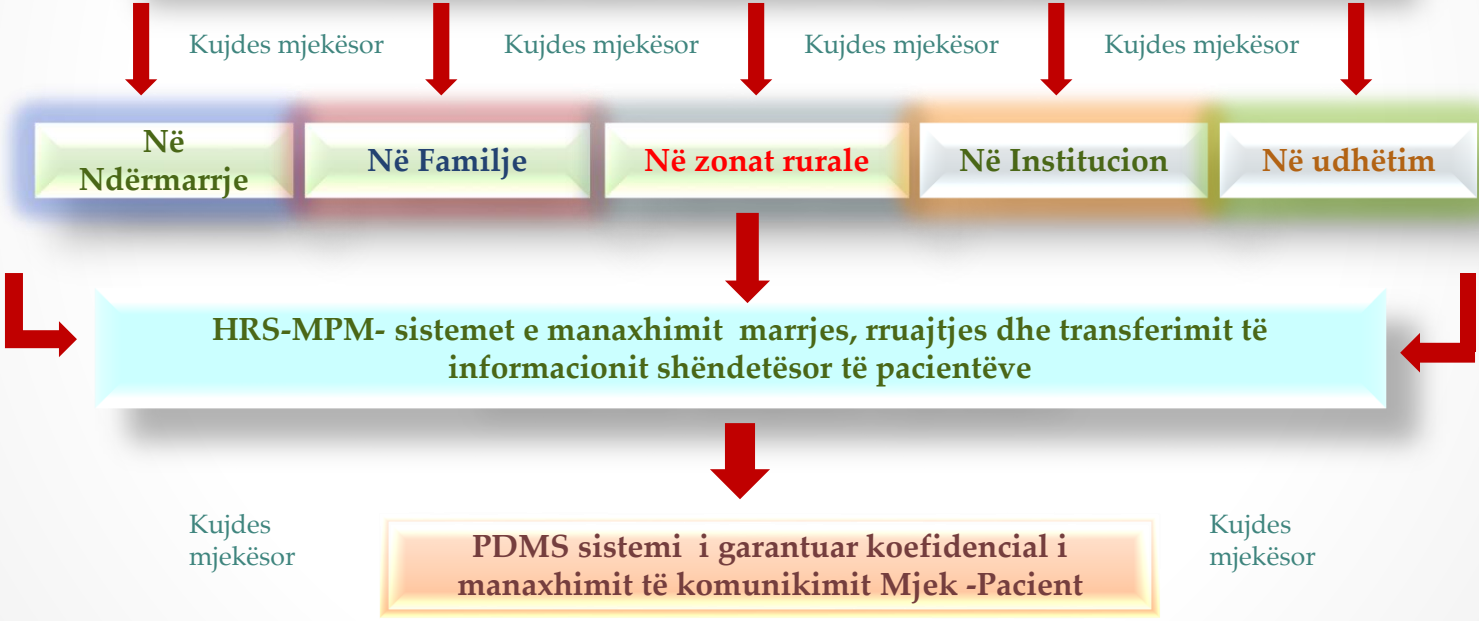 Kujdes mjekësor
Kujdes mjekësor
Kujdes mjekësor
Kujdes mjekësor
Në
Ndërmarrje
Në Familje
Në zonat rurale
Në Institucion
Në udhëtim
HRS-MPM- sistemet e manaxhimit marrjes, rruajtjes dhe transferimit të
informacionit shëndetësor të pacientëve
Kujdes
mjekësor
PDMS sistemi i garantuar koefidencial i
manaxhimit të komunikimit Mjek -Pacient
Kujdes
mjekësor